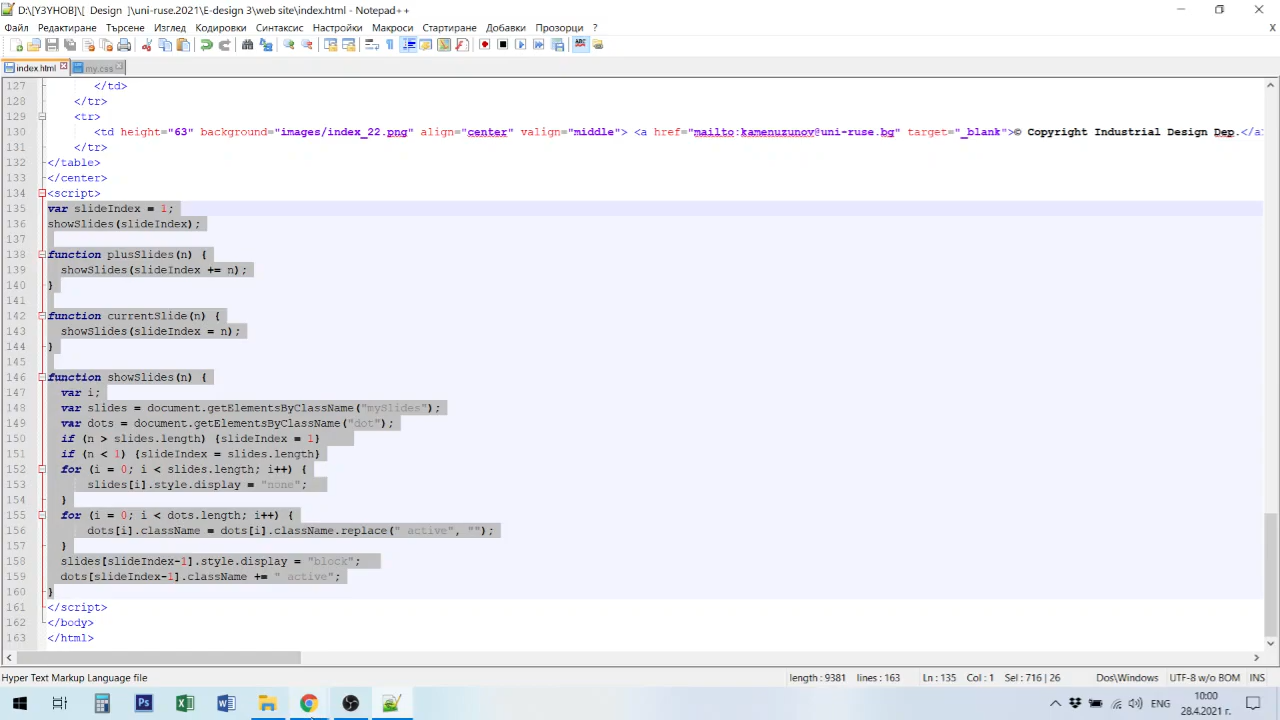 D:\[УЗУНОВ]\[ Design ]\uni-ruse.2021\E-design 3\web site\index.html - Notepad++
Файл Редактиране Търсене Изглед Кодировки Синтаксис Настройки Макроси Стартиране Добавки Прозорци ? X
index.html my.css
127 </td>
128 </tr>
129 <tr>
130 <td height="63" background="images/index_22.png" align="center" valign="middle"> <a href="mailto:kamenuzunov@uni-ruse.bg" target="_blank">© Copyright Industrial Design Dep.</a
131 </tr>
132 </table>
133 </center>
134 <script>
135 var slideIndex = 1;
136 showSlides(slideIndex);
137
138 function plusSlides(n) {
139 showSlides(slideIndex += n);
140 }
141
142 function currentSlide(n) {
143 showSlides(slideIndex = n);
144 }
145
146 function showSlides(n) {
147 var i;
148 var slides = document.getElementsByClassName("mySlides");
149 var dots = document.getElementsByClassName("dot");
150 if (n > slides.length) {slideIndex = 1}
151 if (n < 1) {slideIndex = slides.length}
152 for (i = 0; i < slides.length; i++) {
153 slides[i].style.display = "none";
154 }
155 for (i = 0; i < dots.length; i++) {
156 dots[i].className = dots[i].className.replace(" active", "");
157 }
158 slides[slideIndex-1].style.display = "block";
159 dots[slideIndex-1].className += " active";
160 }
161 </script>
162 </body>
163 </html>
Hyper Text Markup Language file length : 9381 lines : 163 Ln : 135 Col : 1 Sel : 716 | 26 Dos\Windows UTF-8 w/o BOM INS
ENG 10:00
28.4.2021 г.